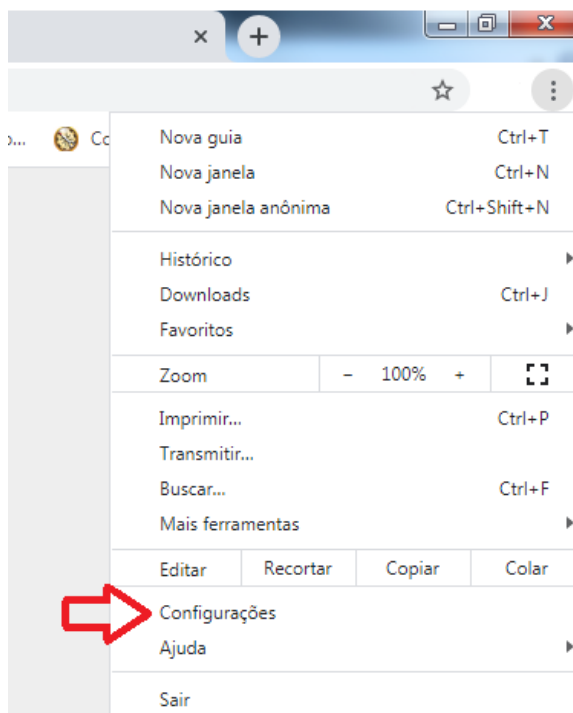 Nova guia Ctrl+T
Nova janela Ctrl+N
Nova janela anônima Ctrl+Shift+N
Histórico
Downloads Ctrl+J
Favoritos
Zoom - 100% +
Imprimir... Ctrl+P
Transmitir...
Buscar... Ctrl+F
Mais ferramentas
Editar Recortar Copiar Colar
Configurações
Ajuda
Sair